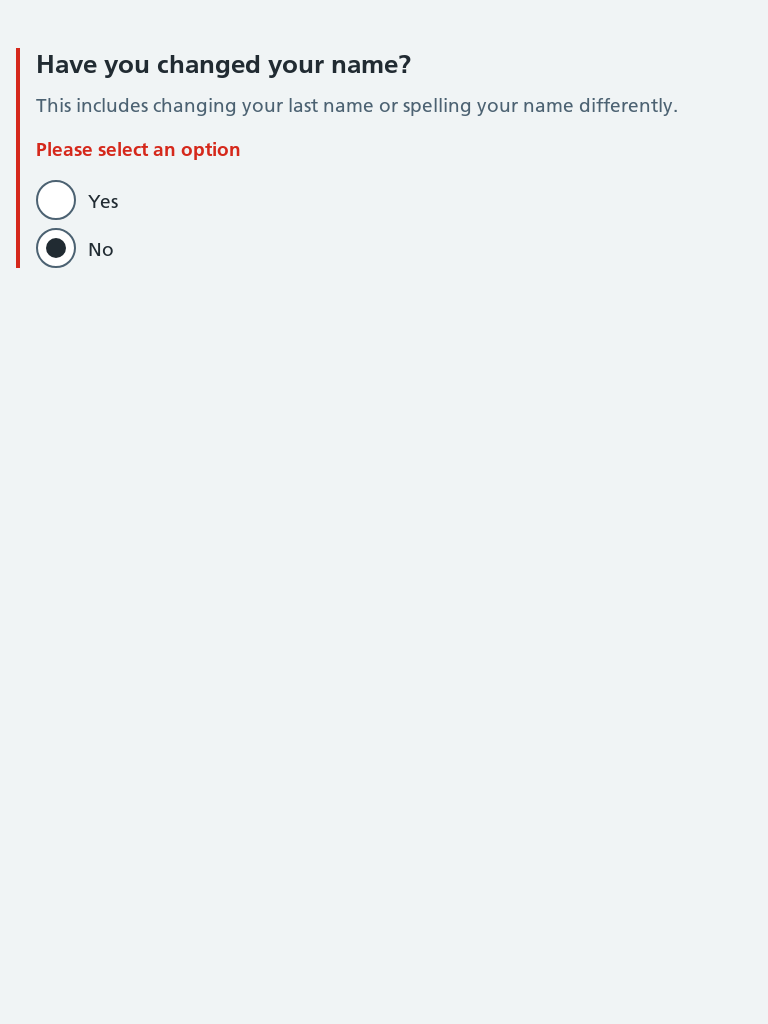 Have you changed your name?
This includes changing your last name or spelling your name differently.
Please select an option
Yes
No